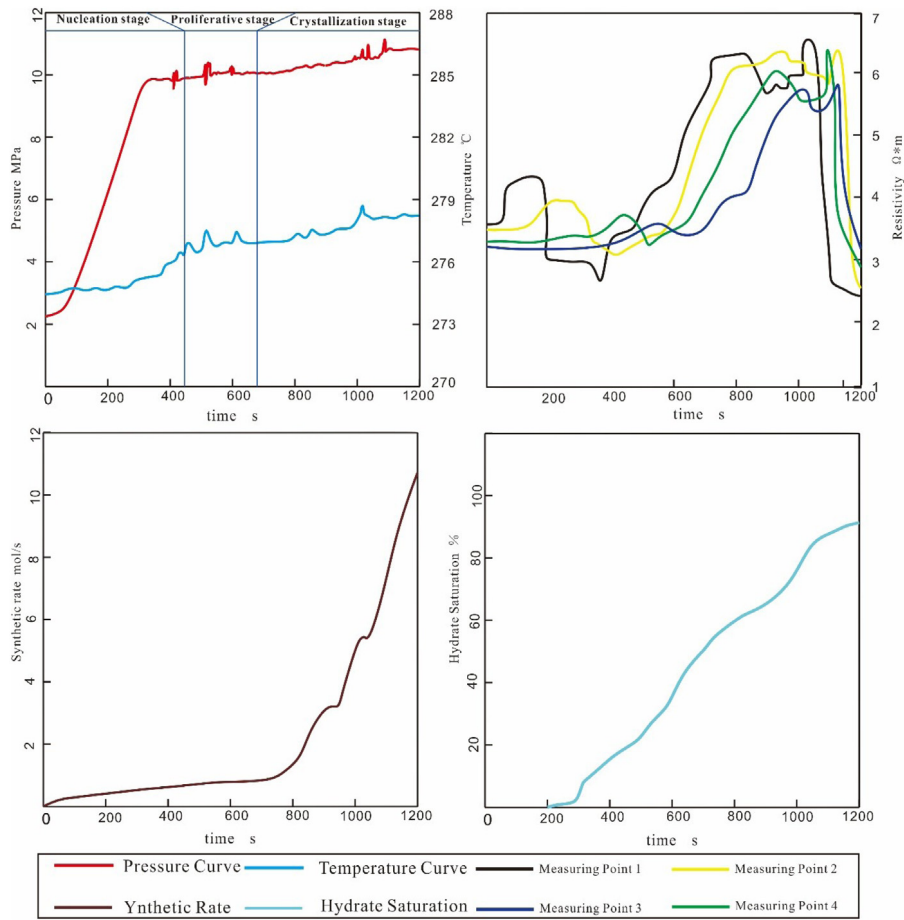 Nucleation stage Proliferative stage Crystallization stage
Pressure MPa
12
10
8
6
4
2
0 200 400 600 800 1000 1200
time s
288
285
282
279
276
273
270
Temperature ℃
7
6
5
4
3
2
1
Resistivity Ω*m
200 400 600 800 1000 1200
time s
Synthetic rate mol/s
12
10
8
6
4
2
0 200 400 600 800 1000 1200
time s
Hydrate Saturation %
100
80
60
40
20
0 200 400 600 800 1000 1200
time s
Pressure Curve Temperature Curve Measuring Point 1 Measuring Point 2
Ynthetic Rate Hydrate Saturation Measuring Point 3 Measuring Point 4